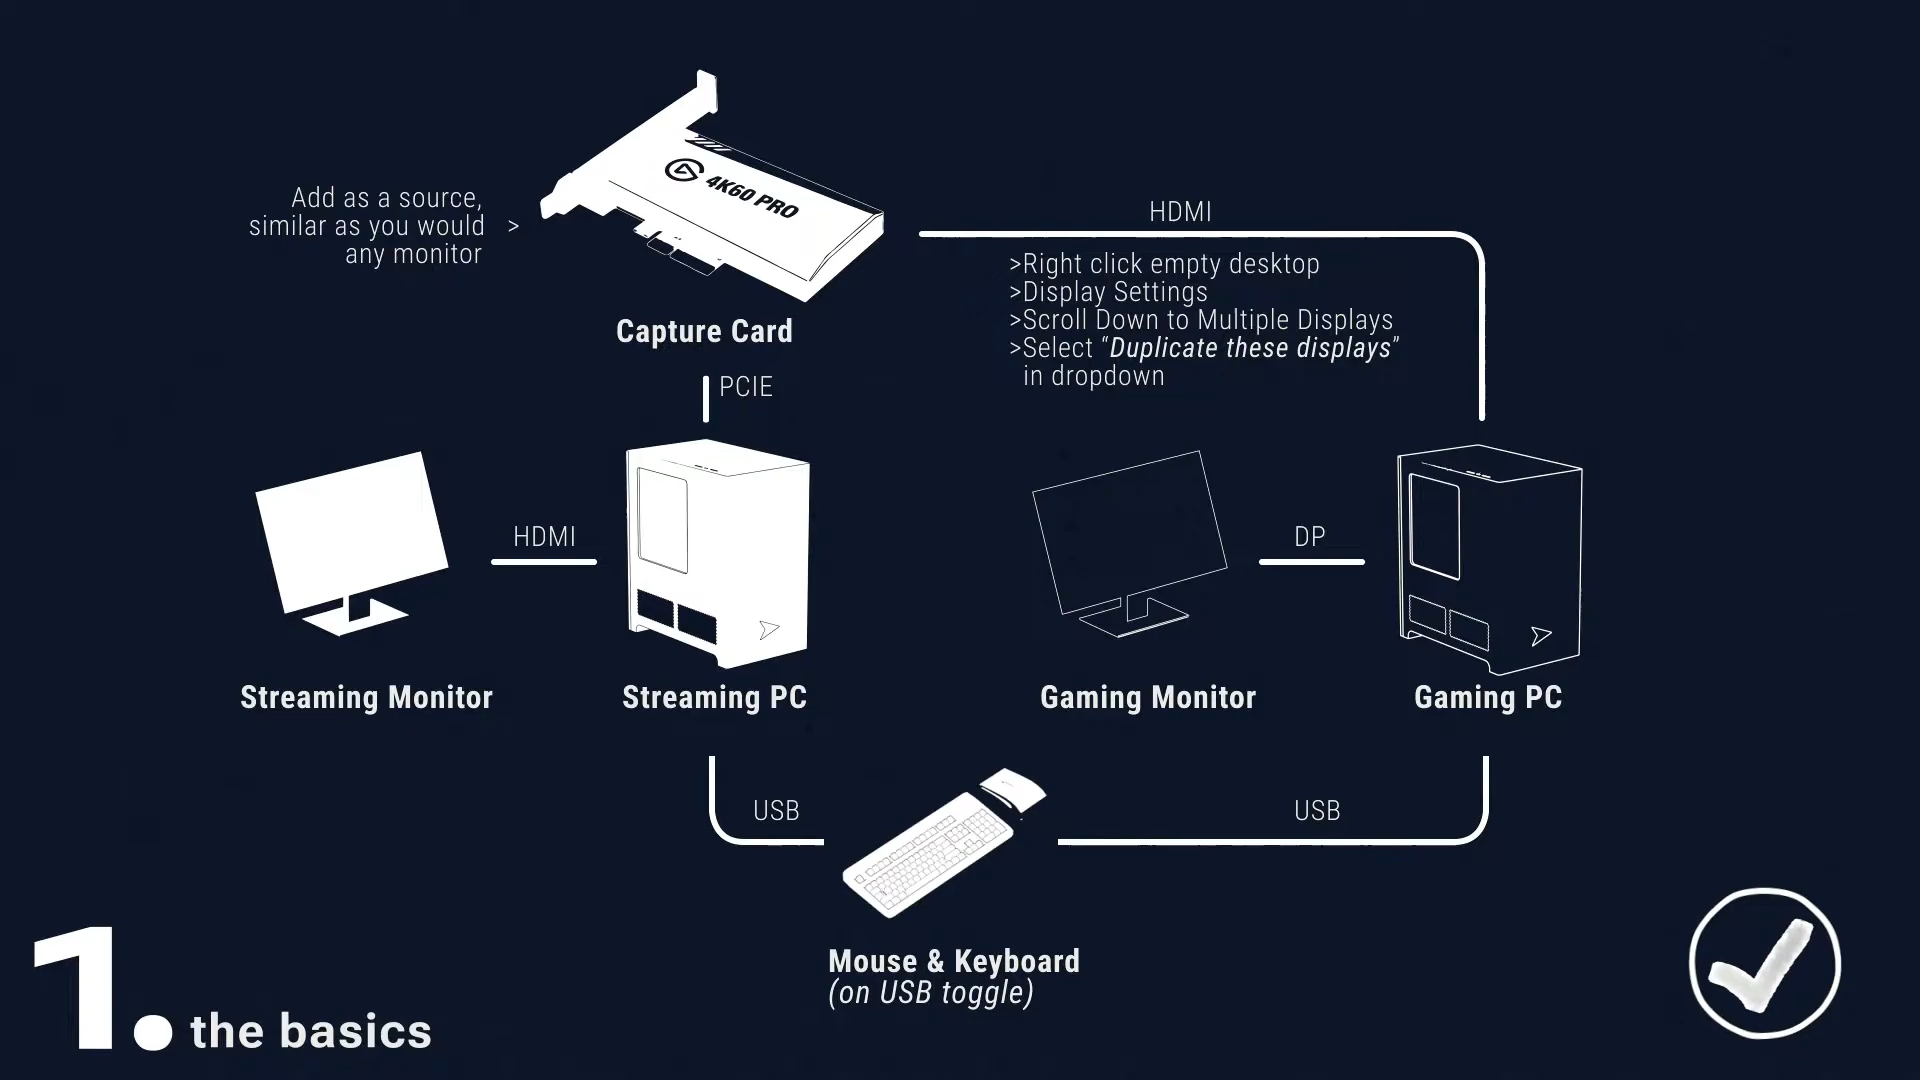 4K60 PRO
Add as a source,
similar as you would >
any monitor
HDMI
>Right click empty desktop
>Display Settings
>Scroll Down to Multiple Displays
>Select “Duplicate these displays”
in dropdown
Capture Card
PCIE
HDMI
DP
Streaming Monitor
Streaming PC
Gaming Monitor
Gaming PC
USB
USB
Mouse & Keyboard
(on USB toggle)
1. the basics